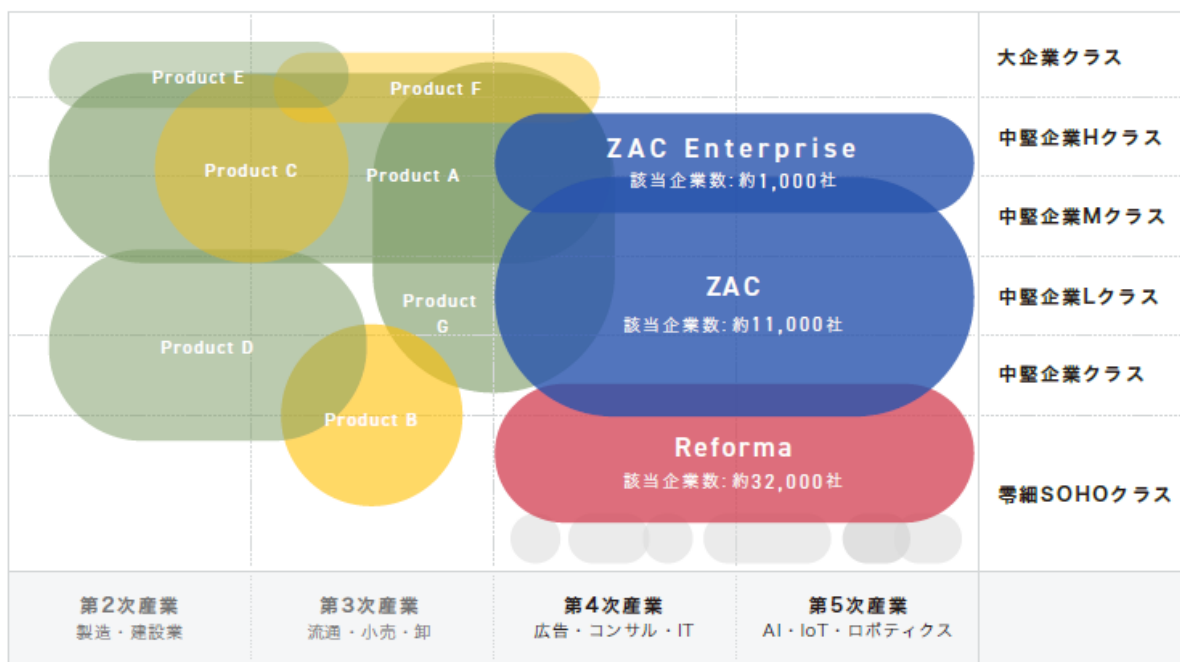 Product E
Product F
Product C
Product A
Product
G
Product D
Product B
ZAC Enterprise
該当企業数:約1,000社
ZAC
該当企業数:約11,000社
Reforma
該当企業数:約32,000社
大企業クラス
中堅企業Hクラス
中堅企業Mクラス
中堅企業Lクラス
中堅企業クラス
零細SOHOクラス
第2次産業
製造・建設業
第3次産業
流通・小売・卸
第4次産業
広告・コンサル・IT
第5次産業
AI・IoT・ロボティクス